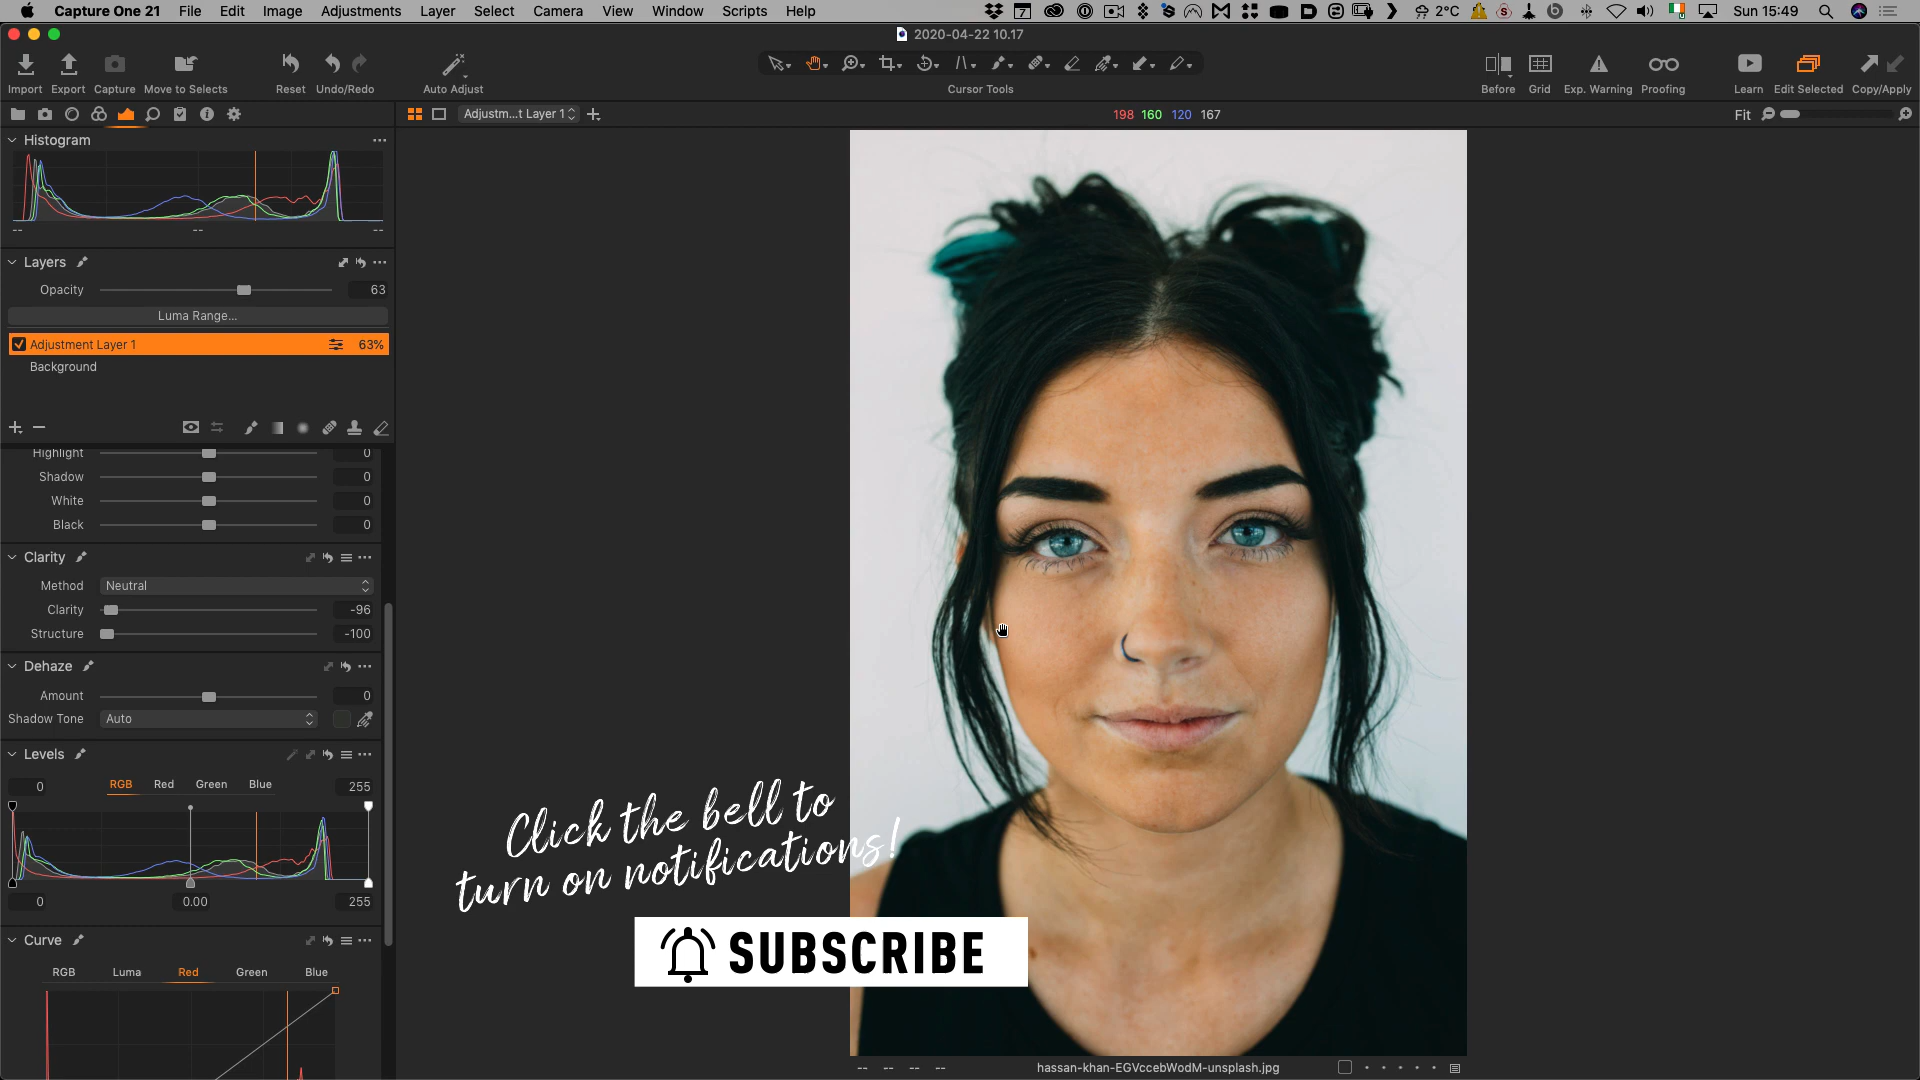 Capture One 21 File Edit Image Adjustments Layer Select Camera View Window Scripts Help
7 2°C Sun 15:49
2020-04-22 10.17
Import Export Capture Move to Selects Reset Undo/Redo Auto Adjust Cursor Tools Before Grid Exp. Warning Proofing Learn Edit Selected Copy/Apply
Adjustm...t Layer 1 198 160 120 167 Fit
Histogram
-- -- --
Layers
Opacity 63
Luma Range...
Adjustment Layer 1 63%
Background
Highlight 0
Shadow 0
White 0
Black 0
Clarity
Method Neutral
Clarity -96
Structure -100
Dehaze
Amount 0
Shadow Tone Auto
Levels
0 RGB Red Green Blue 255
0 0.00 255
Curve
RGB Luma Red Green Blue
Click the bell to
turn on notifications!
SUBSCRIBE
-- -- -- -- hassan-khan-EGVccebWodM-unsplash.jpg